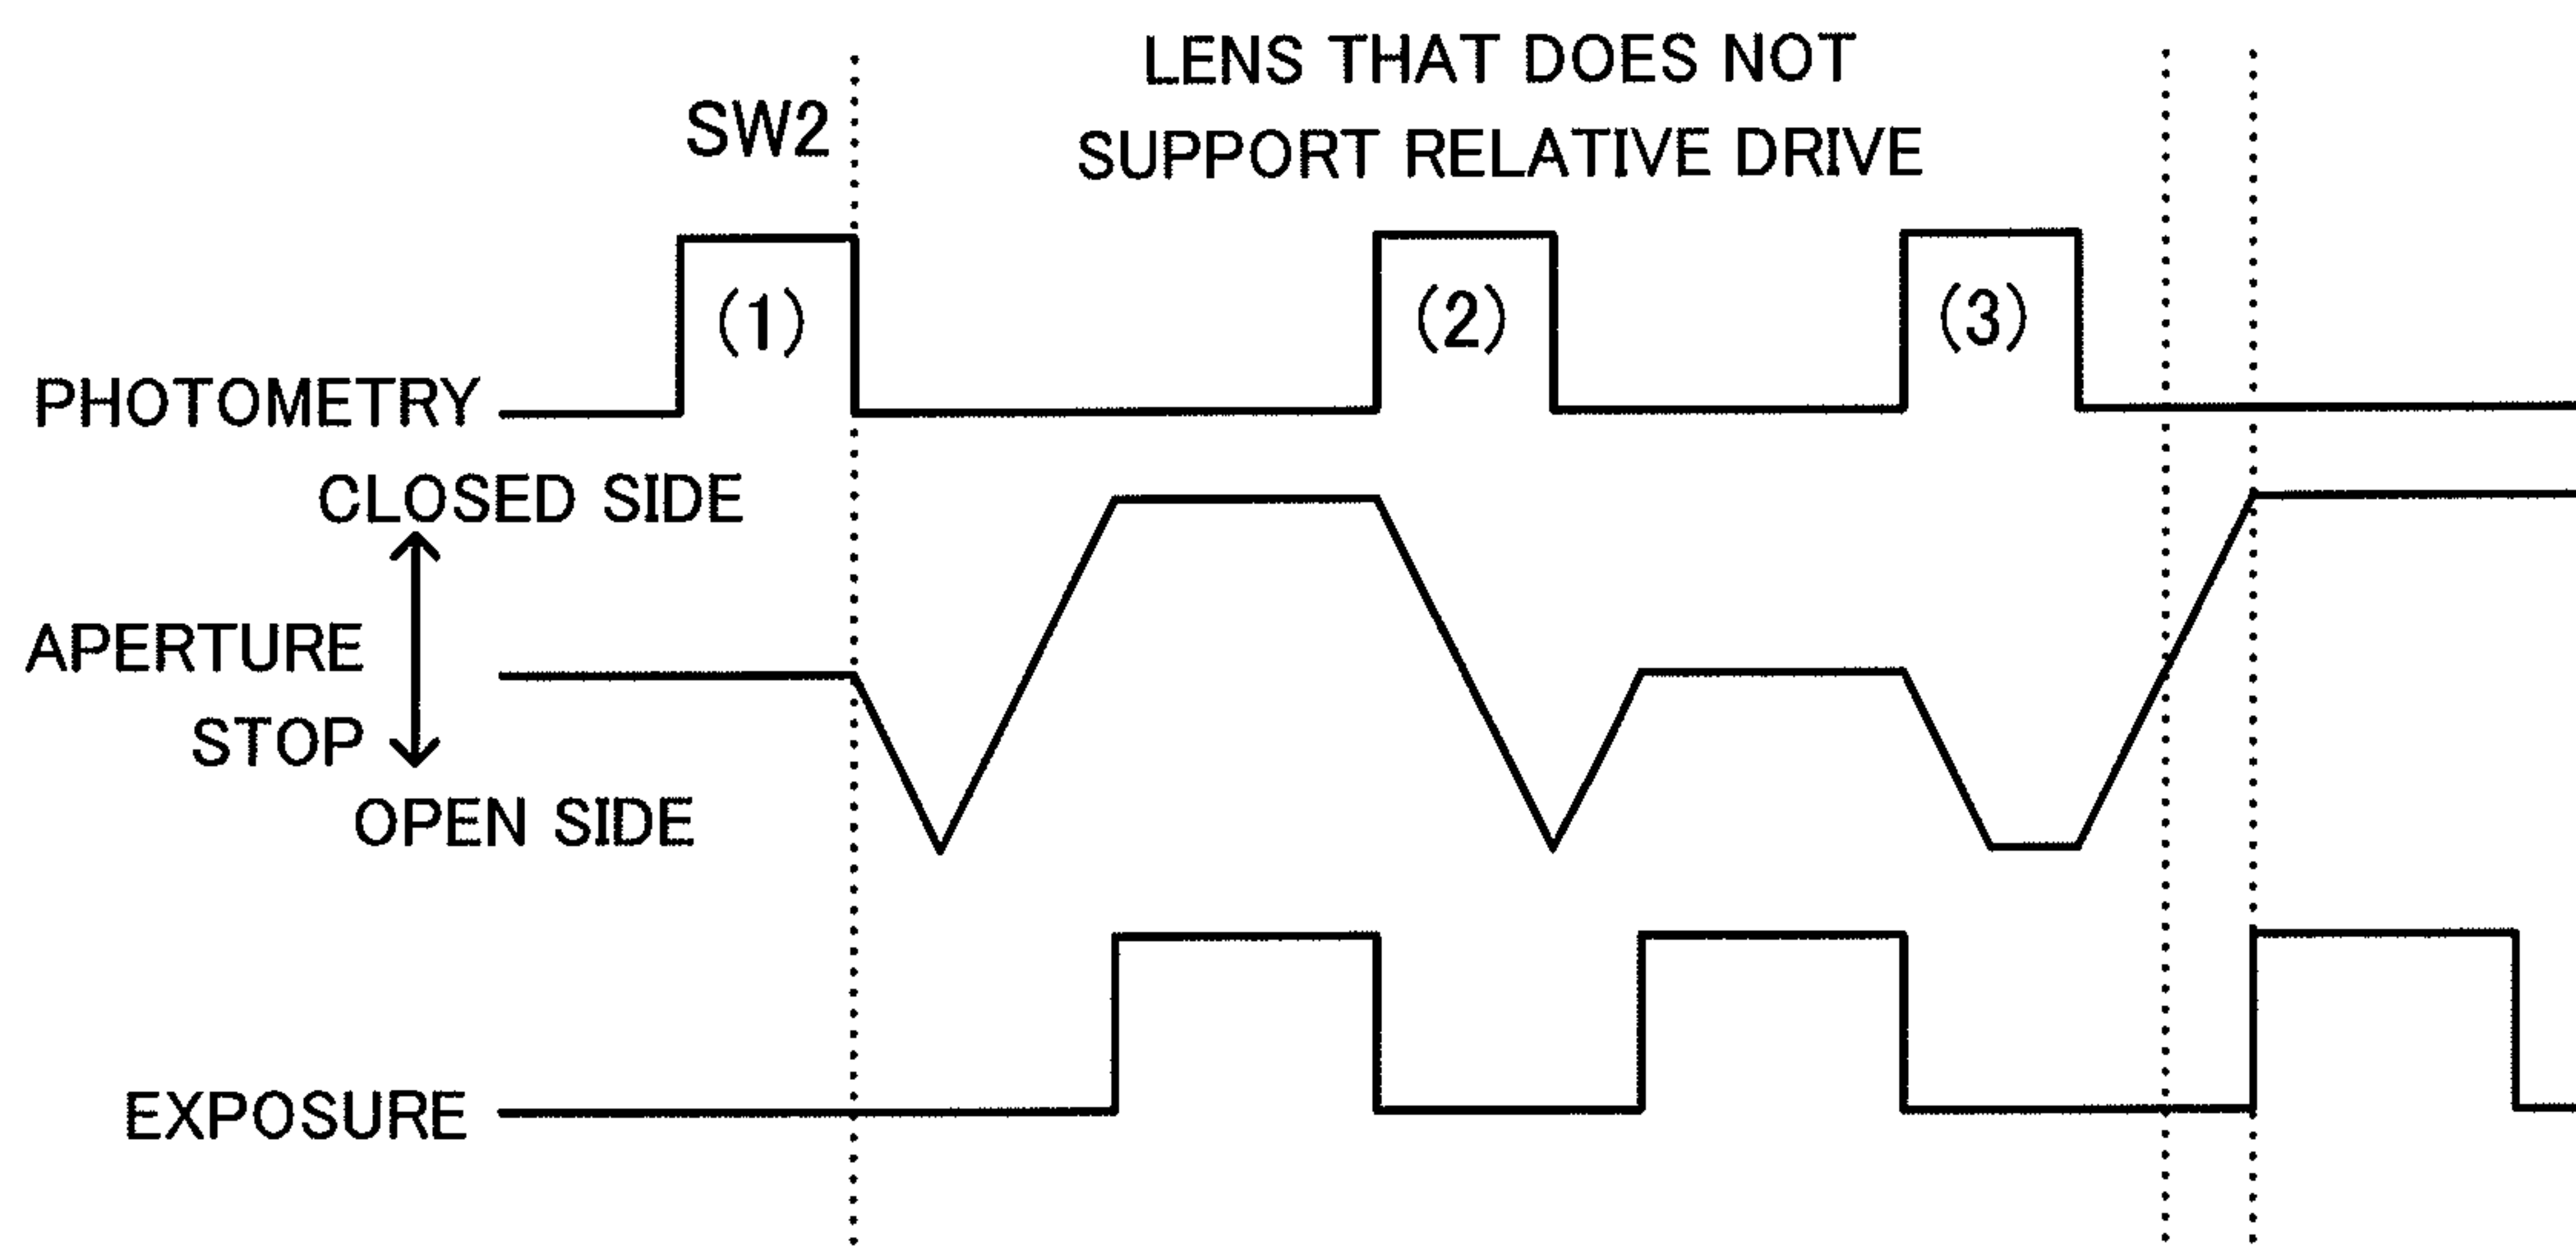 LENS THAT DOES NOT
SUPPORT RELATIVE DRIVE
SW2
(1)
(2)
(3)
PHOTOMETRY
CLOSED SIDE
APERTURE
STOP
OPEN SIDE
EXPOSURE